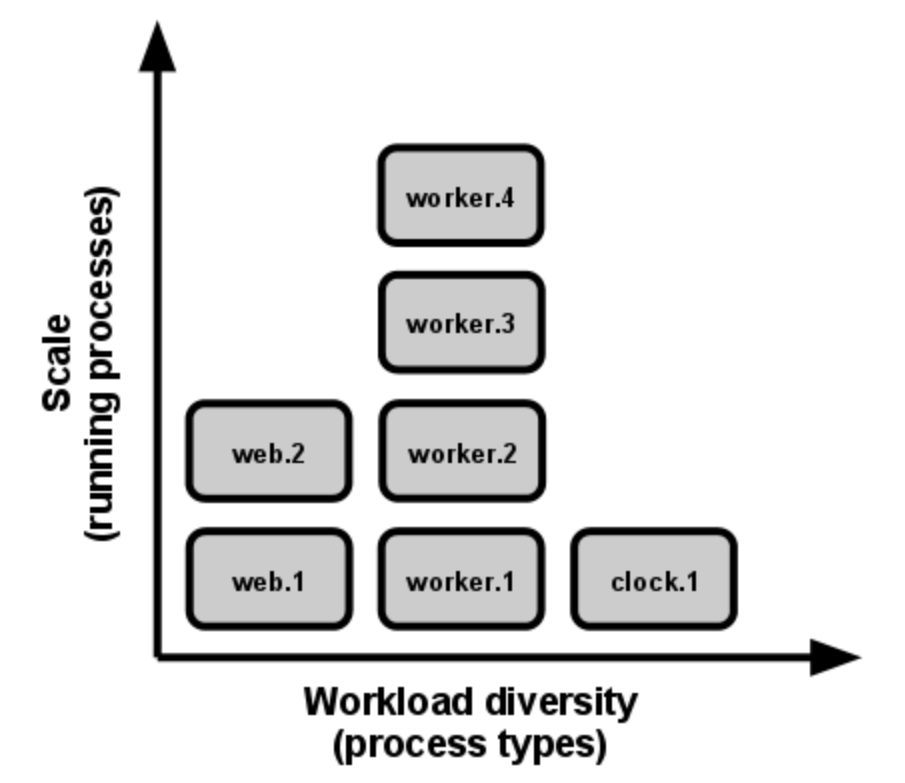 Scale
(running processes)
worker.4
worker.3
web.2
worker.2
web.1
worker.1
clock.1
Workload diversity
(process types)